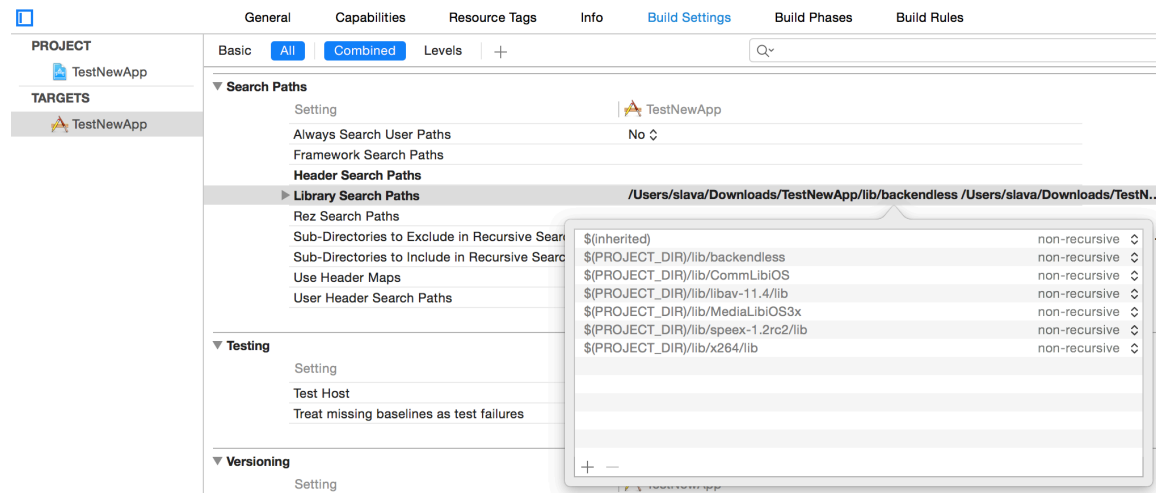 General Capabilities Resource Tags Info Build Settings Build Phases Build Rules
PROJECT
TestNewApp
TARGETS
TestNewApp
Basic All Combined Levels +
Search Paths
Setting TestNewApp
Always Search User Paths No
Framework Search Paths
Header Search Paths
Library Search Paths /Users/slava/Downloads/TestNewApp/lib/backendless /Users/slava/Downloads/TestN...
Rez Search Paths
Sub-Directories to Exclude in Recursive Sear
Sub-Directories to Include in Recursive Searc
Use Header Maps
User Header Search Paths
$(inherited) non-recursive
$(PROJECT_DIR)/lib/backendless non-recursive
$(PROJECT_DIR)/lib/CommLibiOS non-recursive
$(PROJECT_DIR)/lib/libav-11.4/lib non-recursive
$(PROJECT_DIR)/lib/MediaLibiOS3x non-recursive
$(PROJECT_DIR)/lib/speex-1.2rc2/lib non-recursive
$(PROJECT_DIR)/lib/x264/lib non-recursive
+ −
Testing
Setting
Test Host
Treat missing baselines as test failures
Versioning
Setting